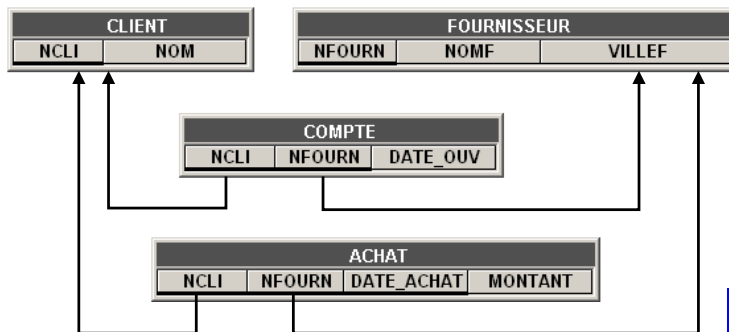 CLIENT
NCLI NOM
FOURNISSEUR
NFOURN NOMF VILLEF
COMPTE
NCLI NFOURN DATE_OUV
ACHAT
NCLI NFOURN DATE_ACHAT MONTANT